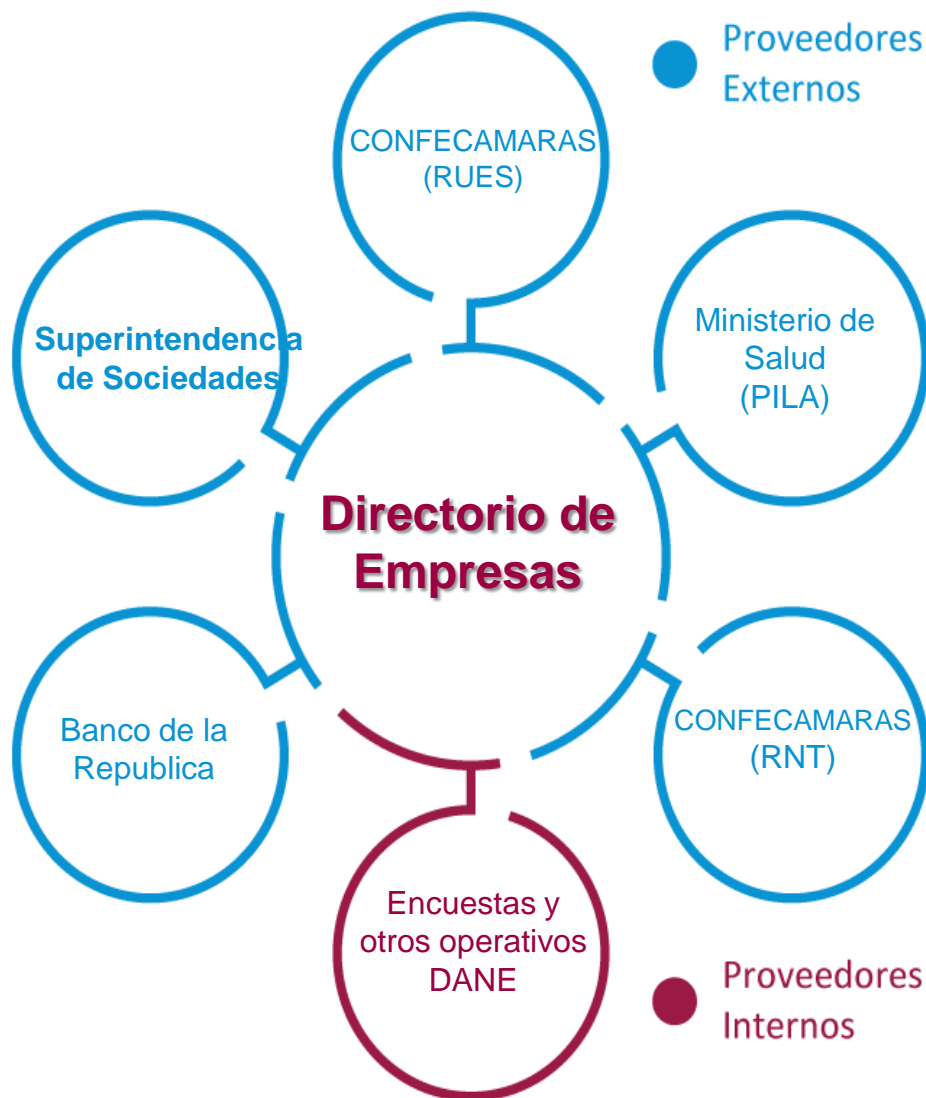 Proveedores
Externos
CONFECAMARAS
(RUES)
Superintendencia
de Sociedades
Ministerio de
Salud
(PILA)
Directorio de
Empresas
Banco de la
Republica
CONFECAMARAS
(RNT)
Encuestas y
otros operativos
DANE
Proveedores
Internos